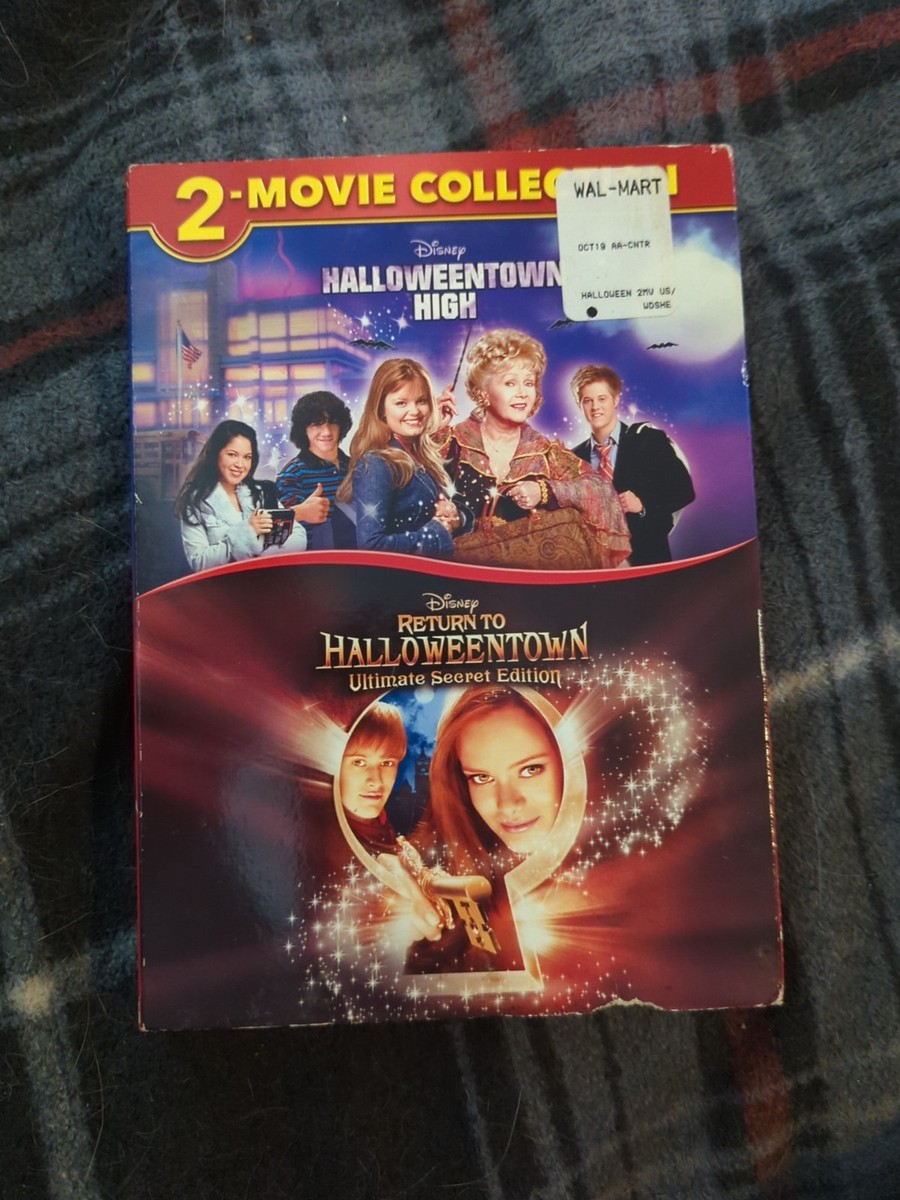 2-MOVIE COLLEC
WAL-MART
OCT19 AA-CNTR
HALLOWEEN 2MV US/
WDSHE
Disney
HALLOWEENTOWN
HIGH
Disney
RETURN TO
HALLOWEENTOWN
Ultimate Secret Edition